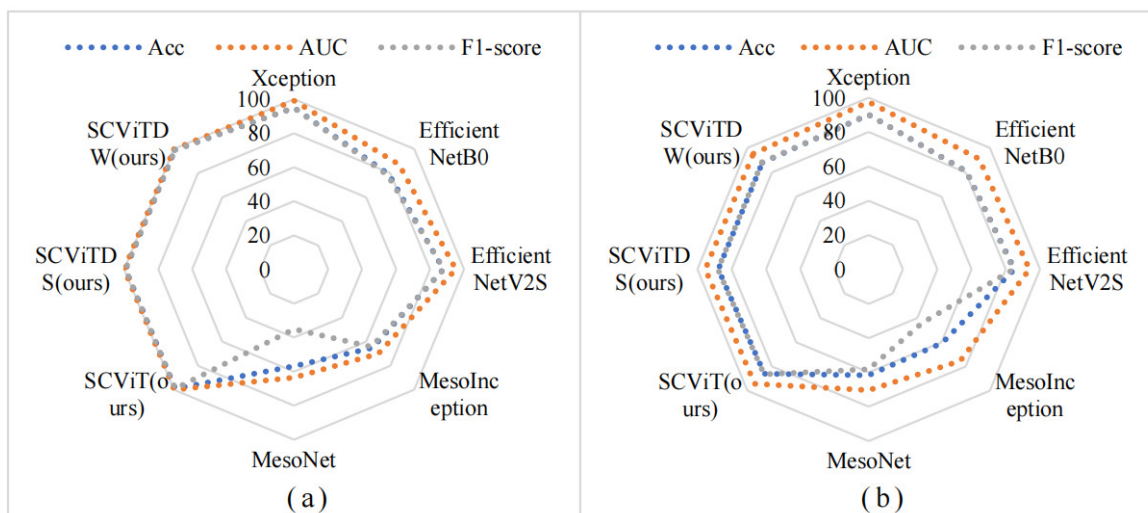 Acc AUC F1-score
Xception
100
80
60
40
20
0
Efficient
NetB0
Efficient
NetV2S
MesoInc
eption
MesoNet
SCViT(o
urs)
SCViTD
S(ours)
SCViTD
W(ours)
(a)
Acc AUC F1-score
Xception
100
80
60
40
20
0
Efficient
NetB0
Efficient
NetV2S
MesoInc
eption
MesoNet
SCViT(o
urs)
SCViTD
S(ours)
SCViTD
W(ours)
(b)